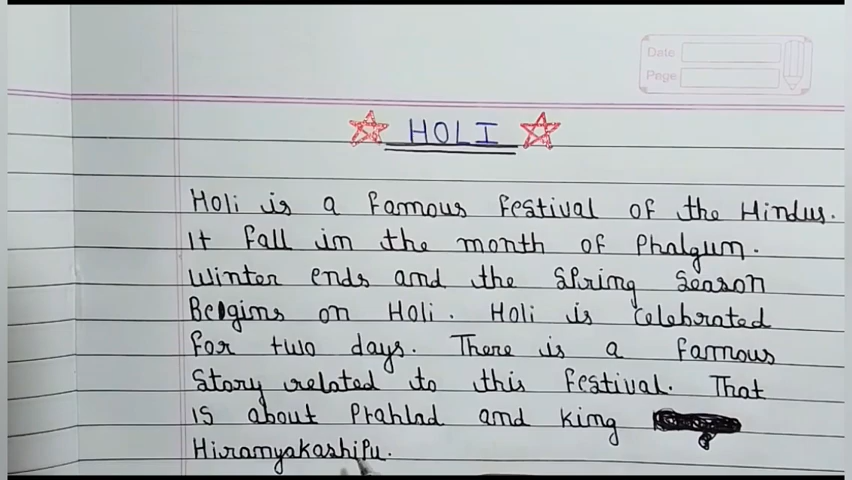 Date
Page
HOLI
Holi is a famous festival of the Hindus.
It fall in the month of Phalgun.
Winter ends and the Spring Season
Begins on Holi. Holi is celebrated
for two days. There is a famous
Story related to this festival. That
is about Prahlad and King
Hiranyakashipu.